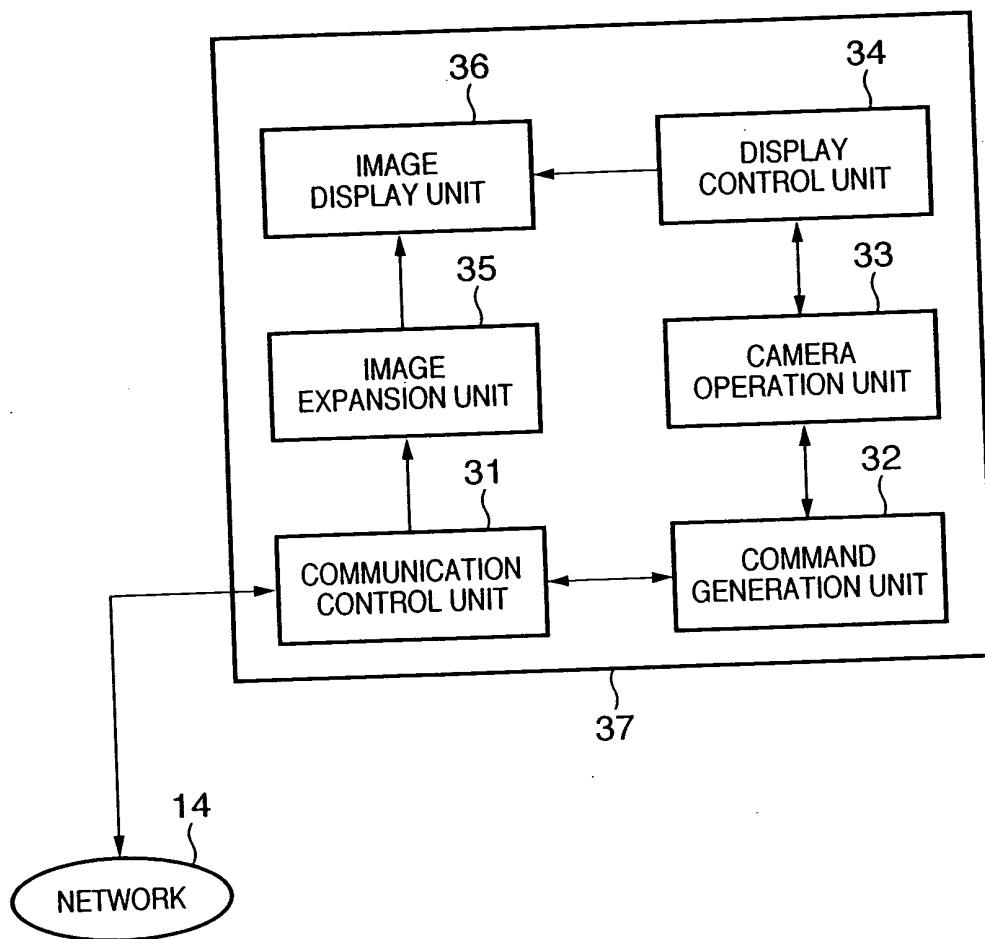 36
IMAGE
DISPLAY UNIT
34
DISPLAY
CONTROL UNIT
35
IMAGE
EXPANSION UNIT
33
CAMERA
OPERATION UNIT
31
COMMUNICATION
CONTROL UNIT
32
COMMAND
GENERATION UNIT
37
14
NETWORK